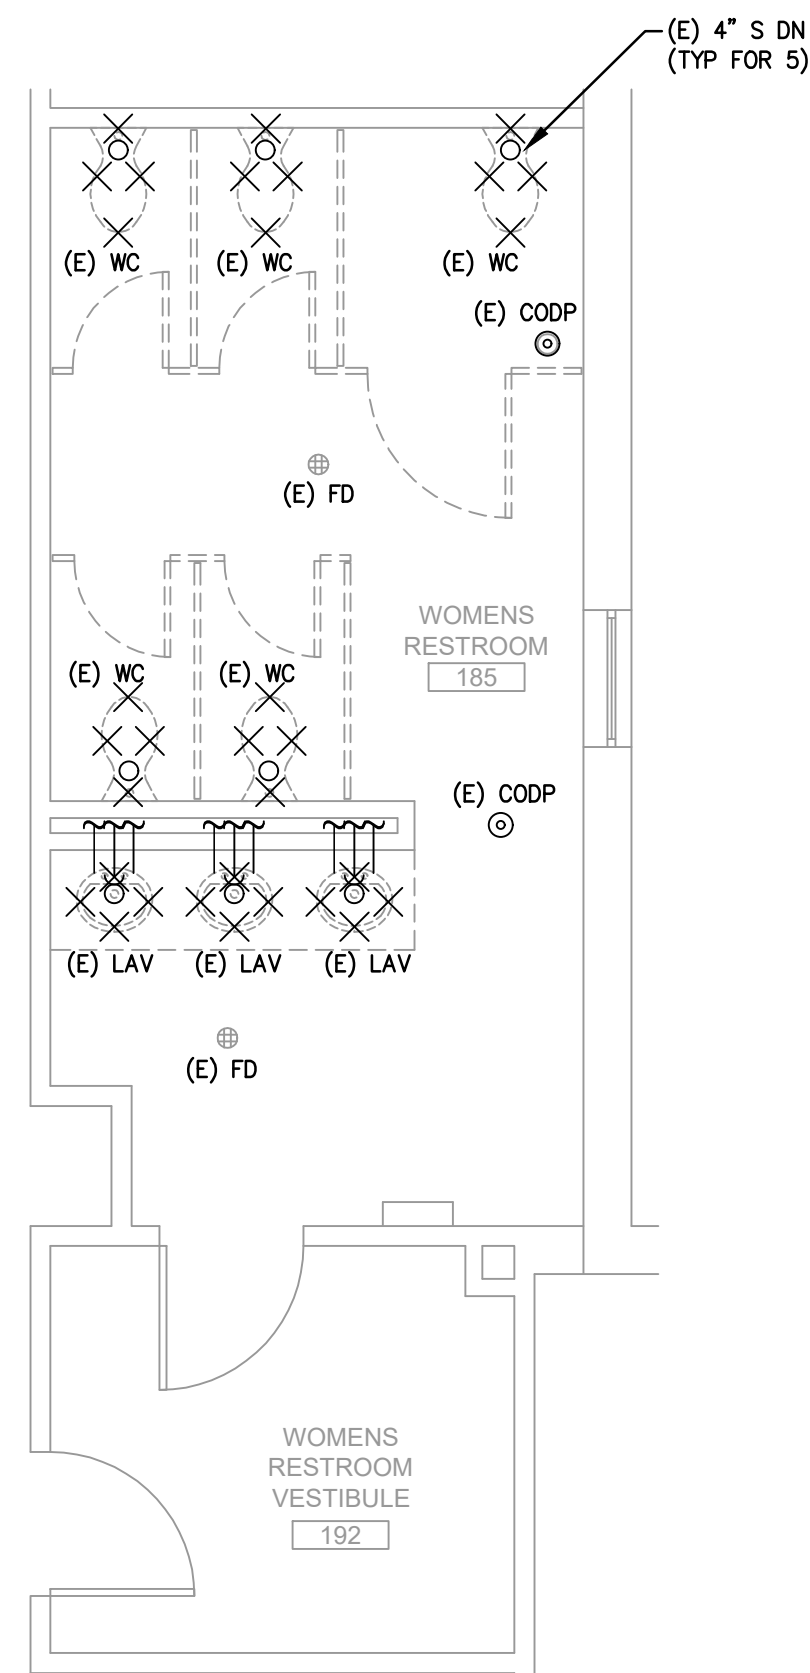 (E) 4" S DN
(TYP FOR 5)
(E) WC
(E) WC
(E) WC
(E) CODP
(E) FD
WOMENS
RESTROOM
185
(E) WC
(E) WC
(E) CODP
(E) LAV
(E) LAV
(E) LAV
(E) FD
WOMENS
RESTROOM
VESTIBULE
192